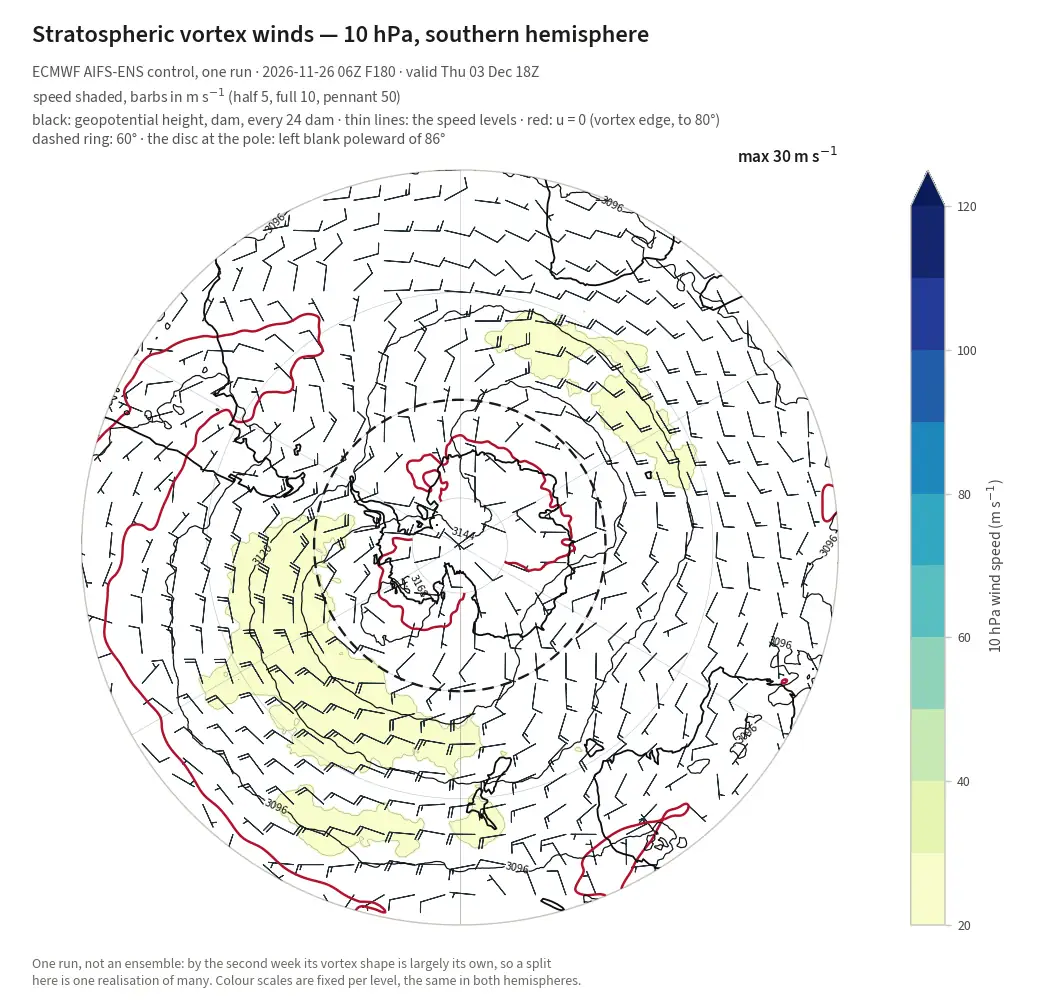 Stratospheric vortex winds — 10 hPa, southern hemisphere
ECMWF AIFS-ENS control, one run · 2026-11-26 06Z F180 · valid Thu 03 Dec 18Z
speed shaded, barbs in m s⁻¹ (half 5, full 10, pennant 50)
black: geopotential height, dam, every 24 dam · thin lines: the speed levels · red: u = 0 (vortex edge, to 80°)
dashed ring: 60° · the disc at the pole: left blank poleward of 86°
max 30 m s⁻¹
3096
3096
120
100
80
60
40
20
10 hPa wind speed (m s⁻¹)
3144
3120
3096
3168
3096
3096
3096
3096
One run, not an ensemble: by the second week its vortex shape is largely its own, so a split
here is one realisation of many. Colour scales are fixed per level, the same in both hemispheres.